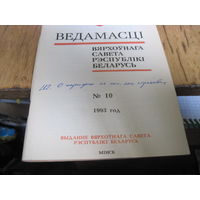 ВЕДАМАСЦІ
ВЯРХОЎНАГА
САВЕТА
РЭСПУБЛІКІ
БЕЛАРУСЬ
№ 10
1993 год
ВЫДАННЕ ВЯРХОЎНАГА САВЕТА
РЭСПУБЛІКІ БЕЛАРУСЬ
МІНСК